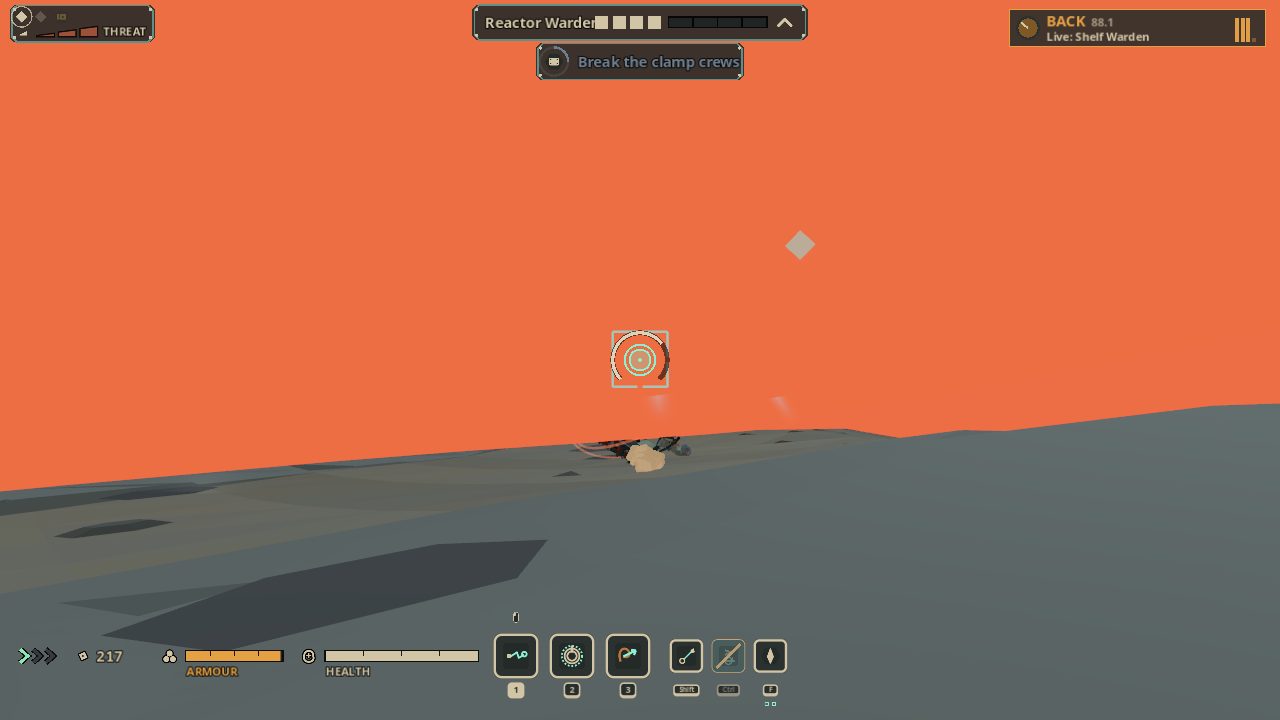 THREAT
Reactor Warden
Break the clamp crews
BACK 88.1
Live: Shelf Warden
217
ARMOUR
HEALTH
1
2
3
Shift
Ctrl
F